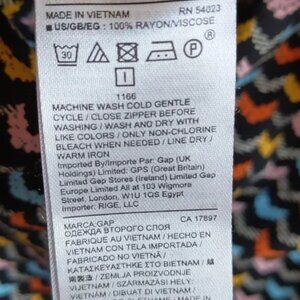 MADE IN VIETNAM RN 54023
■ US/GB/EG : 100% RAYON/VISCOSE
30 P
I
1166
MACHINE WASH COLD GENTLE
CYCLE / CLOSE ZIPPER BEFORE
WASHING / WASH AND DRY WITH
LIKE COLORS / ONLY NON-CHLORINE
BLEACH WHEN NEEDED / LINE DRY /
WARM IRON
Imported By/Importe Par: Gap (UK
Holdings) Limited: GPS (Great Britain)
Limited Gap Stores (Ireland) Limited Gap
Europe Limited All at 103 Wigmore
Street, London, W1U 1QS Egypt
Importer: RIGE, LLC
MARCA:GAP CA 17897
ОДЕЖДА ВТОРОГО СЛОЯ
FABRIQUE AU VIETNAM / HECHO EN
VIETNAM CON TELA IMPORTADA /
FABRICADO NO VIETNÃ /
ΚΑΤΑΣΚΕΥΑΣΤΗΚΕ ΣΤΟ ΒΙΕΤΝΑΜ /
ZEMLJA PROIZVODNJE
VIJETNAM / SZÁRMAZÁSI HELY:
VIETNAM / DIBUAT DI VIETNAM /